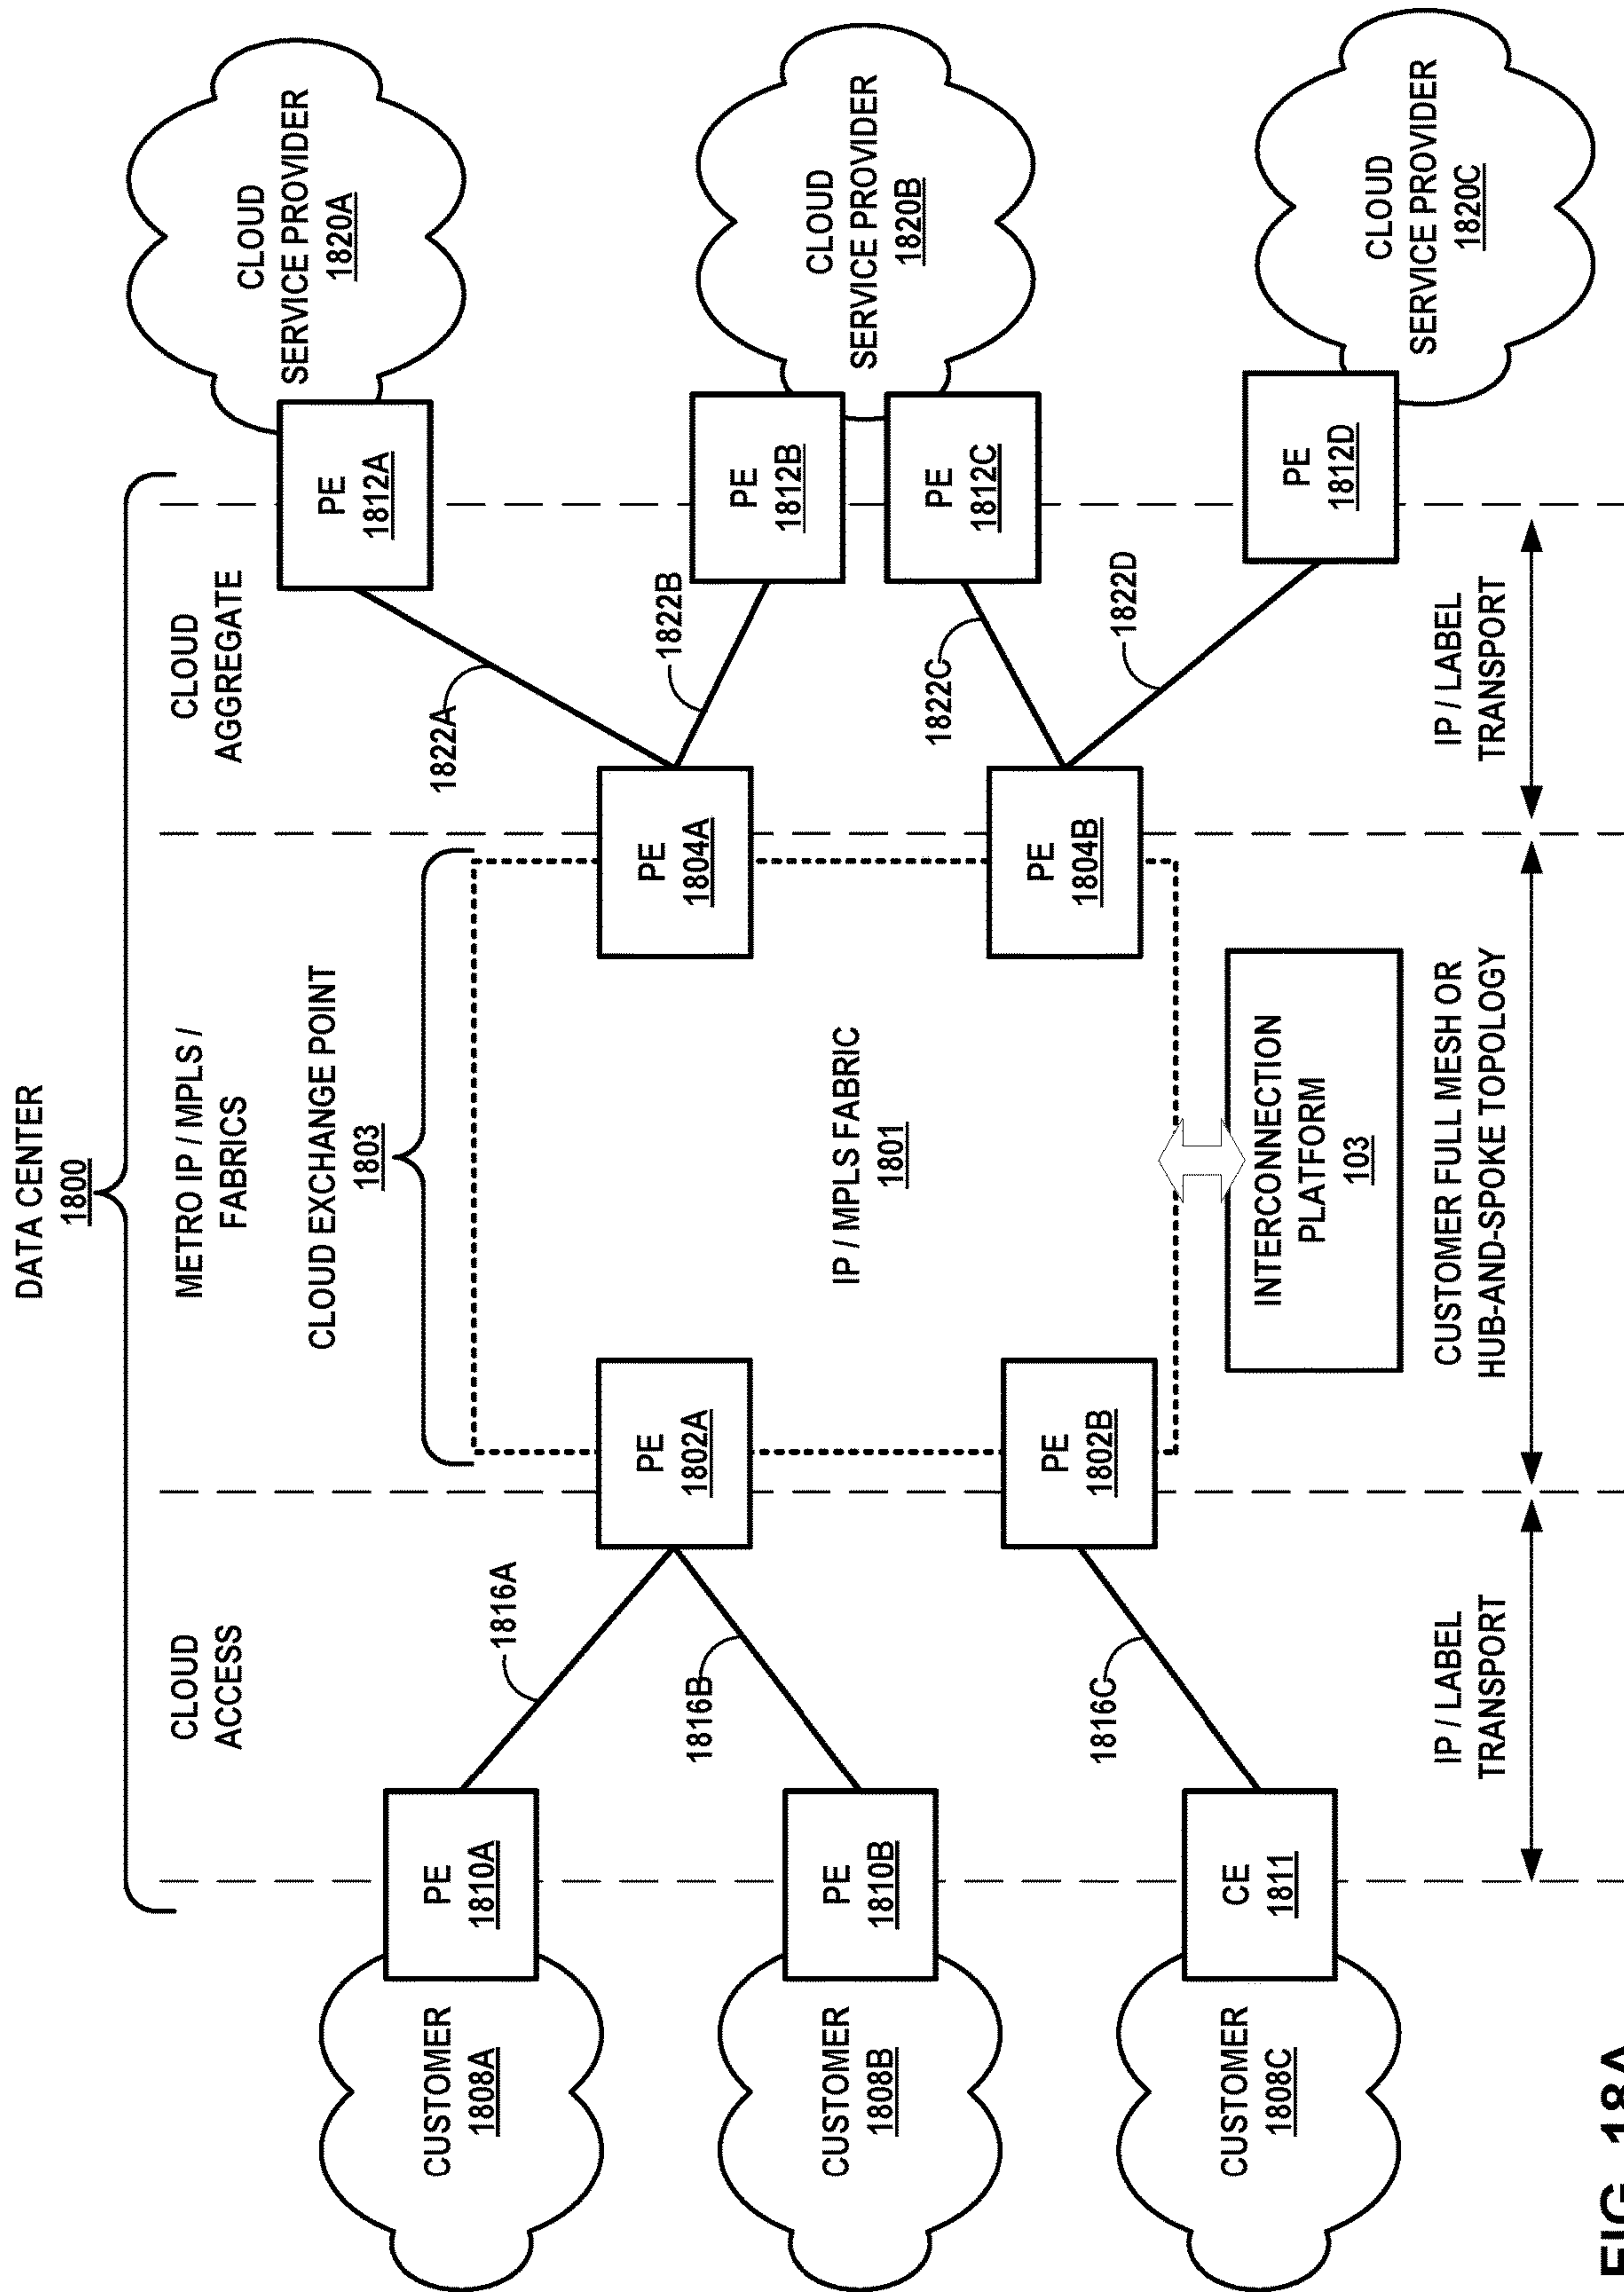 DATA CENTER
1800
CLOUD
ACCESS
METRO IP / MPLS /
FABRICS
CLOUD
AGGREGATE
CLOUD EXCHANGE POINT
1803
CUSTOMER
1808A
PE
1810A
1816A
PE
1802A
PE
1804A
1822A
PE
1812A
CLOUD
SERVICE PROVIDER
1820A
CUSTOMER
1808B
PE
1810B
1816B
IP / MPLS FABRIC
1801
1822B
PE
1812B
CLOUD
SERVICE PROVIDER
1820B
1822C
PE
1812C
CUSTOMER
1808C
CE
1811
1816C
PE
1802B
PE
1804B
1822D
PE
1812D
CLOUD
SERVICE PROVIDER
1820C
INTERCONNECTION
PLATFORM
103
IP / LABEL
TRANSPORT
CUSTOMER FULL MESH OR
HUB-AND-SPOKE TOPOLOGY
IP / LABEL
TRANSPORT
FIG. 18A